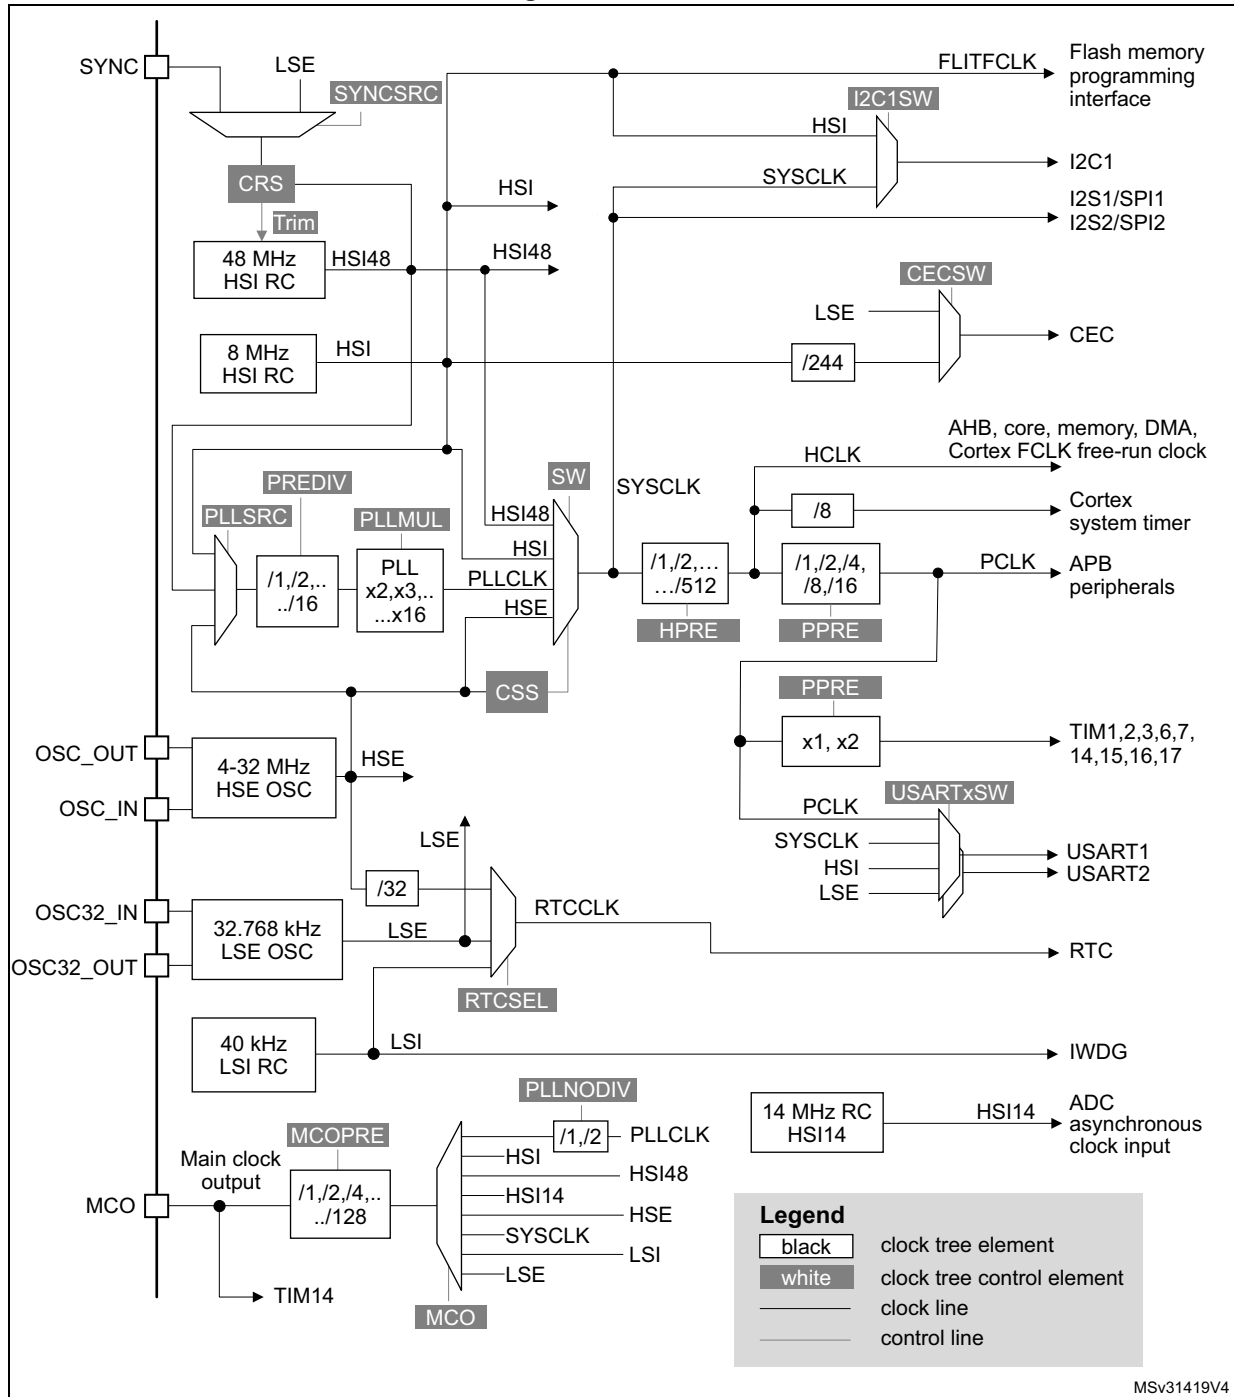 SYNC
LSE
SYNCSRC
CRS
Trim
48 MHz
HSI RC
HSI48
HSI
HSI48
8 MHz
HSI RC
HSI
FLITFCLK
Flash memory
programming
interface
I2C1SW
HSI
SYSCLK
I2C1
I2S1/SPI1
I2S2/SPI2
CECSW
LSE
/244
CEC
AHB, core, memory, DMA,
Cortex FCLK free-run clock
HCLK
/8
Cortex
system timer
PLLSRC
PREDIV
/1,/2,..
../16
PLLMUL
PLL
x2,x3,..
...x16
SW
HSI48
HSI
PLLCLK
HSE
SYSCLK
/1,/2,…
…/512
HPRE
/1,/2,/4,
/8,/16
PPRE
PCLK
APB
peripherals
CSS
PPRE
x1, x2
TIM1,2,3,6,7,
14,15,16,17
OSC_OUT
OSC_IN
4-32 MHz
HSE OSC
HSE
USARTxSW
PCLK
SYSCLK
HSI
LSE
USART1
USART2
LSE
/32
OSC32_IN
OSC32_OUT
32.768 kHz
LSE OSC
LSE
RTCCLK
RTCSEL
RTC
40 kHz
LSI RC
LSI
IWDG
PLLNODIV
/1,/2
PLLCLK
HSI
HSI48
HSI14
HSE
SYSCLK
LSI
LSE
MCO
MCOPRE
/1,/2,/4,..
../128
Main clock
output
MCO
TIM14
14 MHz RC
HSI14
HSI14
ADC
asynchronous
clock input
Legend
black
clock tree element
white
clock tree control element
clock line
control line
MSv31419V4